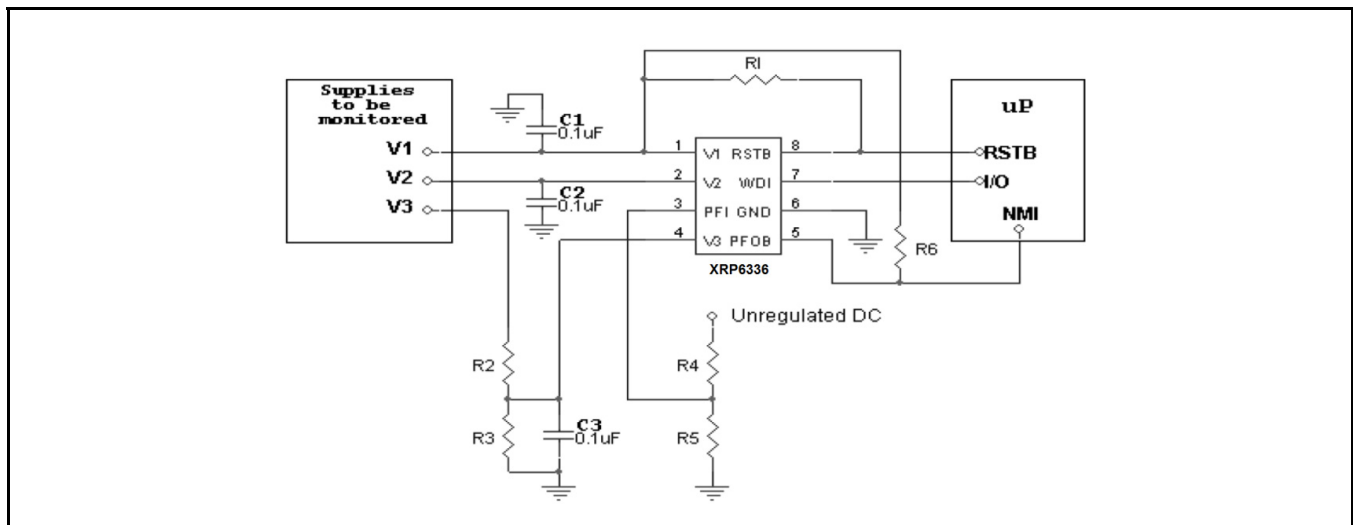 Supplies
to be
monitored
V1
V2
V3
C1
0.1uF
C2
0.1uF
RI
1
2
3
4
V1 RSTB
V2 WDI
PFI GND
V3 PFOB
8
7
6
5
XRP6336
uP
RSTB
I/O
NMI
R6
Unregulated DC
R2
R4
R3
C3
0.1uF
R5